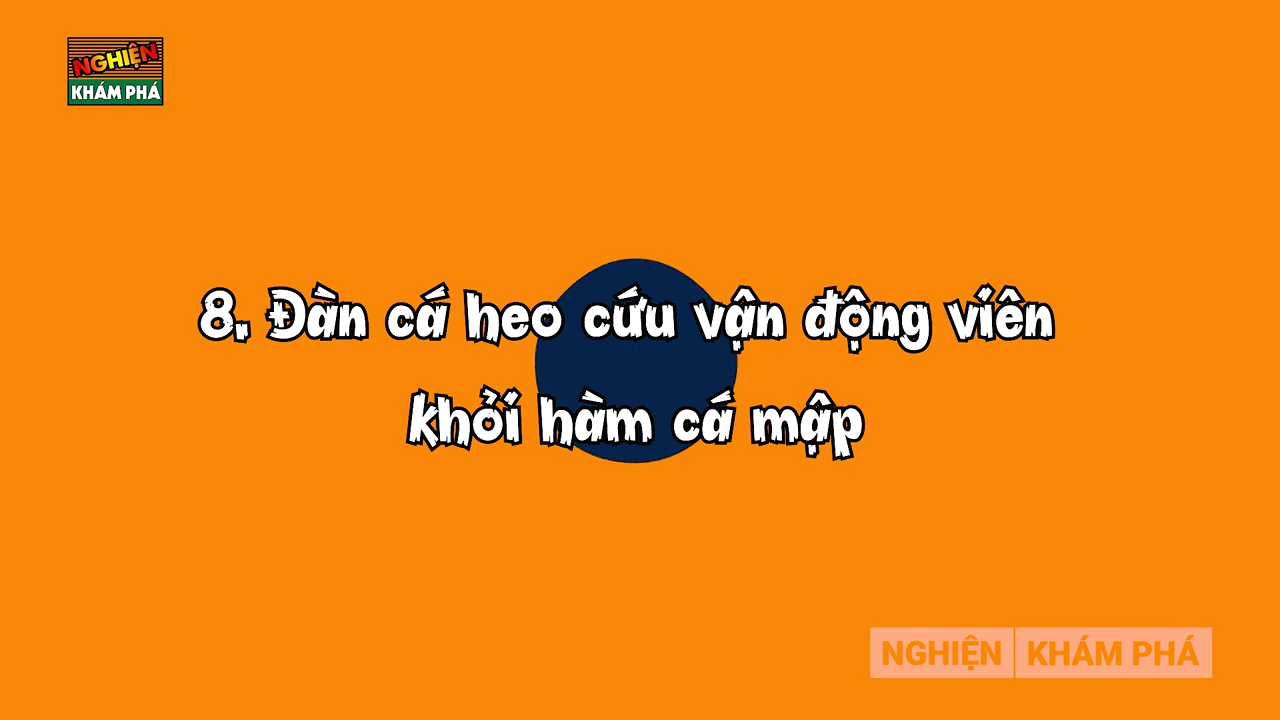 NGHIỆN
KHÁM PHÁ
8. Đàn cá heo cứu vận động viên
khỏi hàm cá mập
NGHIỆN KHÁM PHÁ